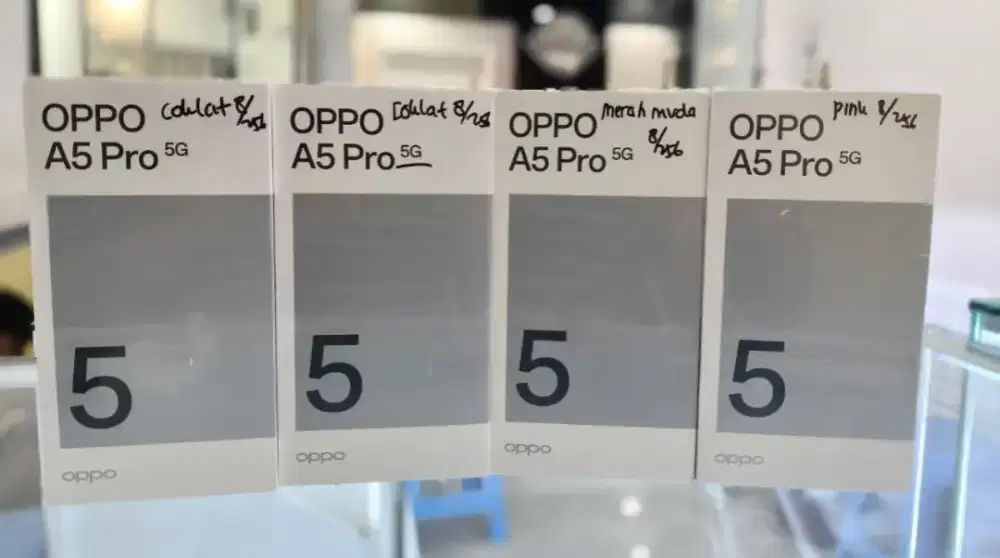 OPPO coklat 8/256
A5 Pro 5G
5
oppo
OPPO Coklat 8/256
A5 Pro 5G
5
oppo
OPPO merah muda
8/256
A5 Pro 5G
5
oppo
OPPO pink 8/256
A5 Pro 5G
5
oppo